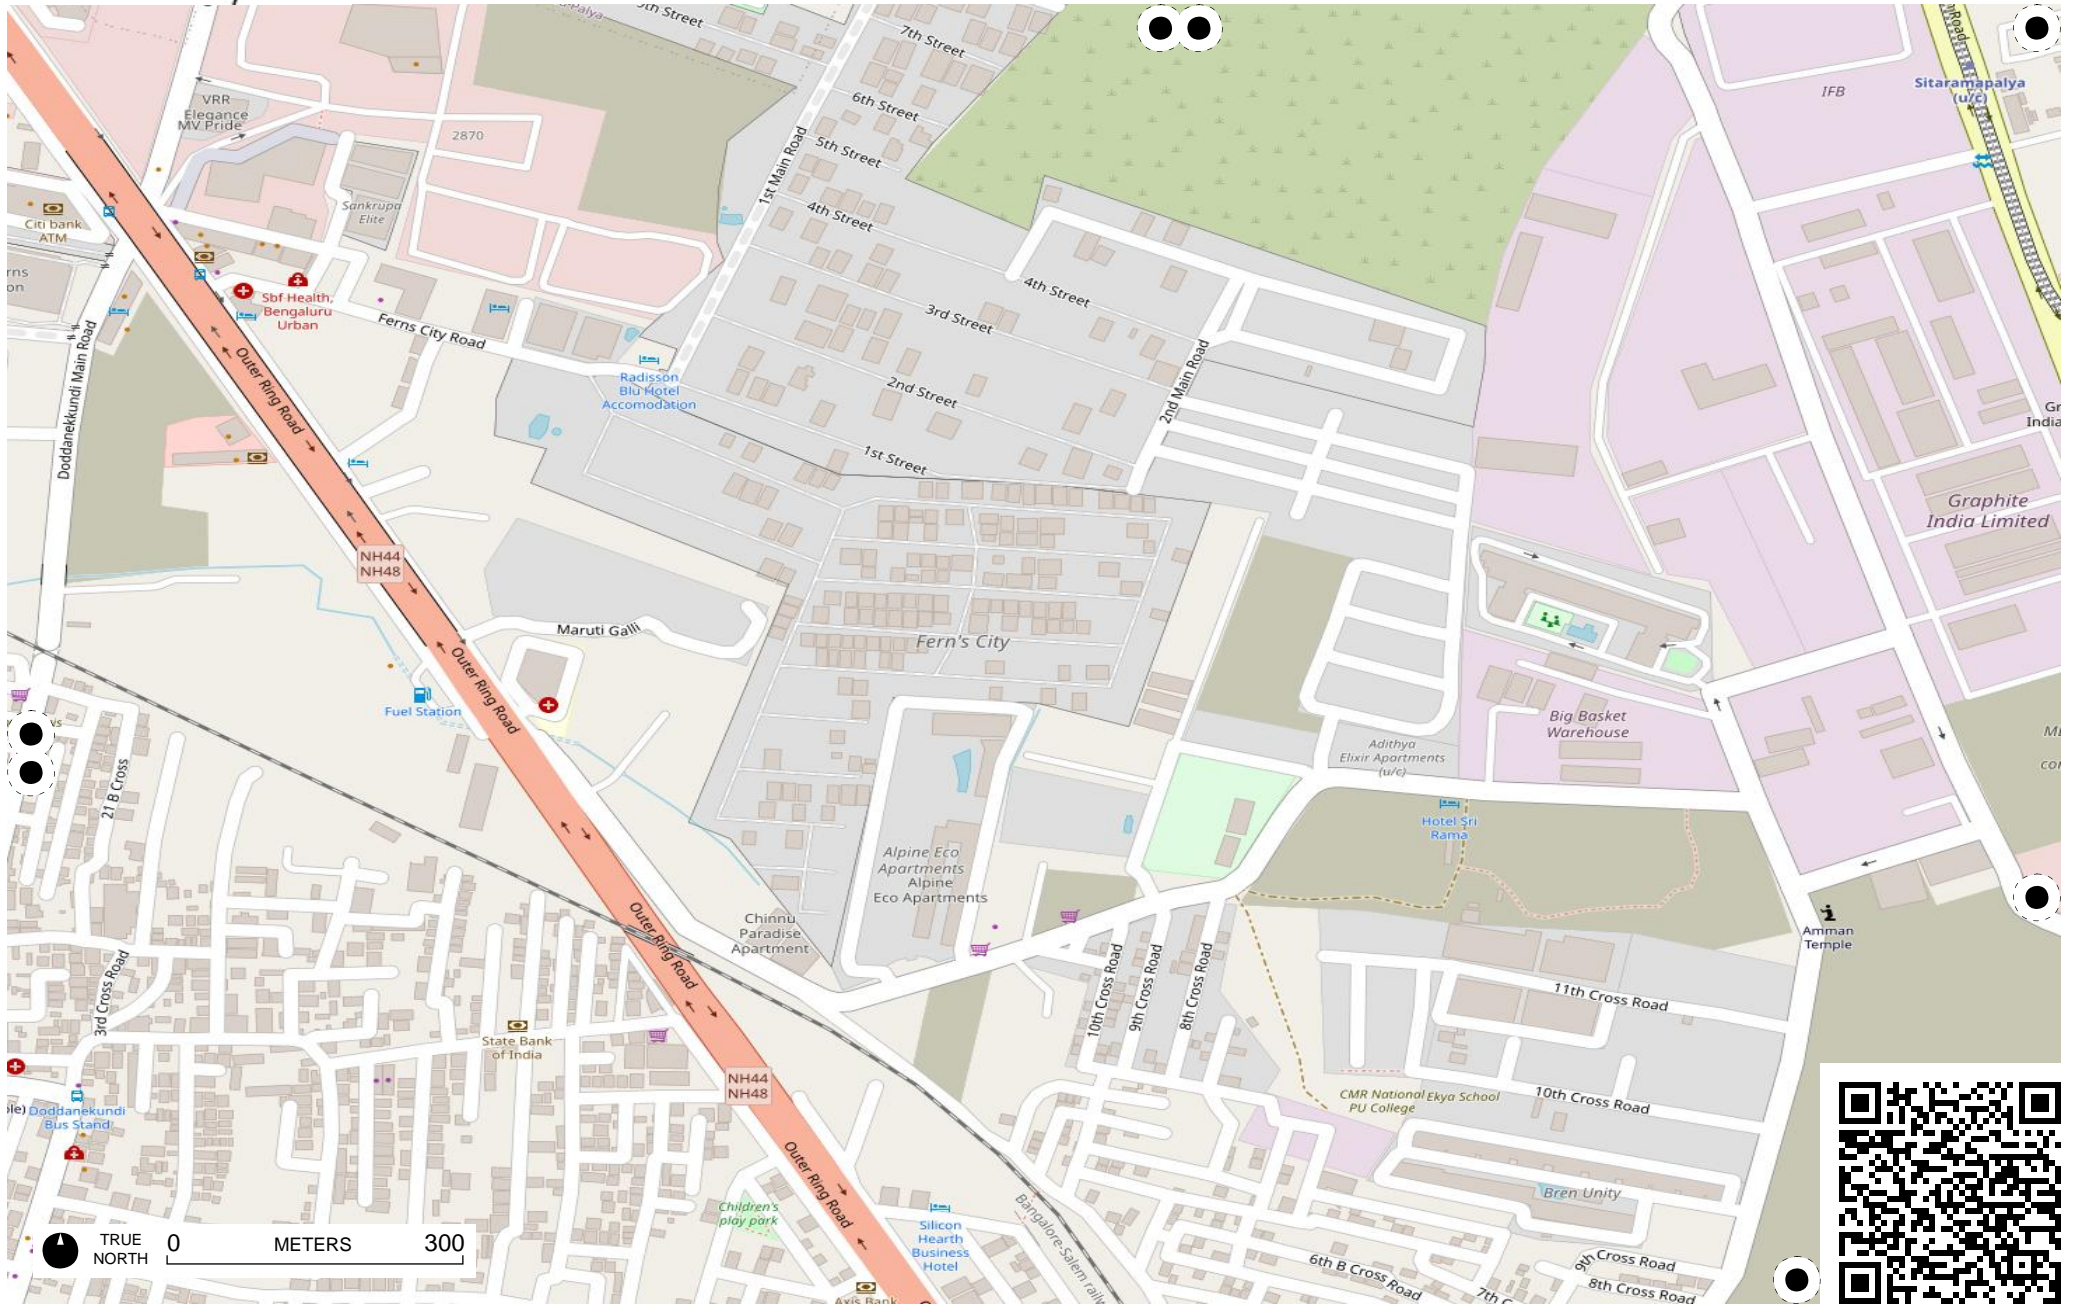 9th Street
7th Street
Road
Sitaramapalya
(u/c)
IFB
6th Street
VRR
Elegance
MV Pride
2870
5th Street
1st Main Road
Sankrupa
Elite
4th Street
Citi bank
ATM
Sbf Health,
Bengaluru
Urban
4th Street
Ferns City Road
3rd Street
Outer Ring Road
Doddanekkundi Main Road
Radisson
Blu Hotel
Accomodation
2nd Street
2nd Main Road
1st Street
Graphite
India Limited
NH44
NH48
Maruti Galli
Fern's City
Outer Ring Road
Fuel Station
Big Basket
Warehouse
Adithya
Elixir Apartments
(u/c)
21 B Cross
Hotel Sri
Rama
Alpine Eco
Apartments
Alpine
Eco Apartments
Chinnu
Paradise
Apartment
Outer Ring Road
Amman
Temple
3rd Cross Road
10th Cross Road
9th Cross Road
8th Cross Road
11th Cross Road
State Bank
of India
NH44
NH48
CMR National
PU College
Ekya School
10th Cross Road
Doddanekundi
Bus Stand
Outer Ring Road
Bren Unity
Children's
play park
Silicon
Hearth
Business
Hotel
Bangalore-Salem railw
TRUE
NORTH
0 METERS 300
6th B Cross Road
7th C
9th Cross Road
8th Cross Road
Axis Bank